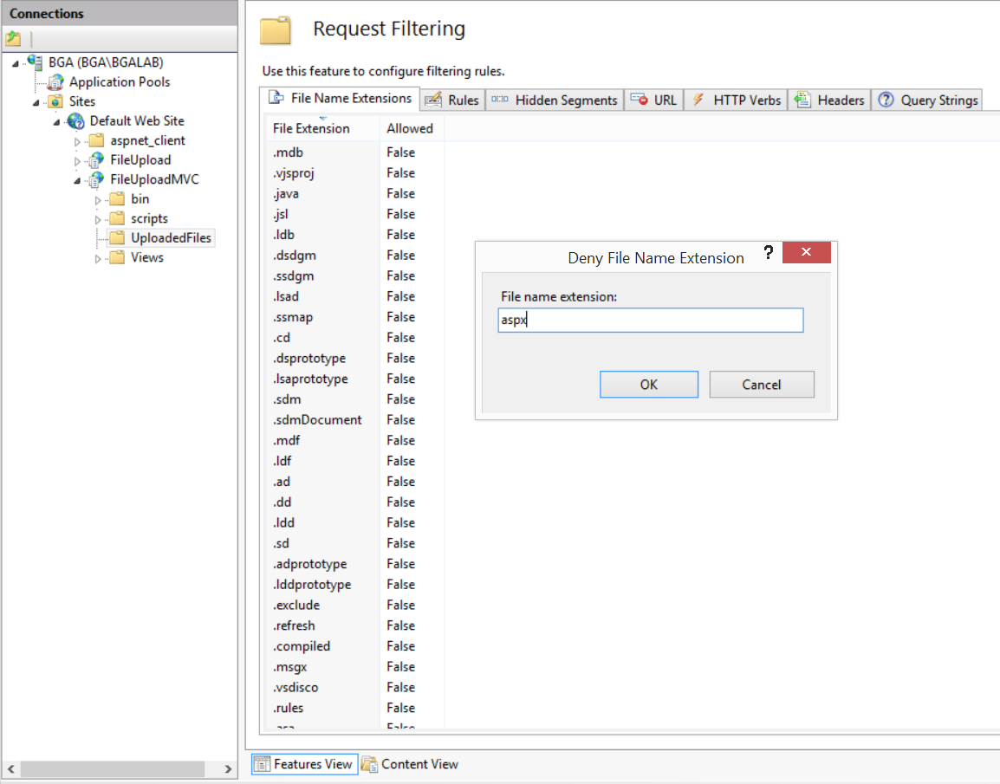 Connections
BGA (BGA\BGALAB)
Application Pools
Sites
Default Web Site
aspnet_client
FileUpload
FileUploadMVC
bin
scripts
UploadedFiles
Views
Request Filtering
Use this feature to configure filtering rules.
File Name Extensions Rules Hidden Segments URL HTTP Verbs Headers Query Strings
File Extension Allowed
.mdb False
.vjsproj False
.java False
.jsl False
.ldb False
.dsdgm False
.ssdgm False
.lsad False
.ssmap False
.cd False
.dsprototype False
.lsaprototype False
.sdm False
.sdmDocument False
.mdf False
.ldf False
.ad False
.dd False
.ldd False
.sd False
.adprototype False
.lddprototype False
.exclude False
.refresh False
.compiled False
.msgx False
.vsdisco False
.rules False
Deny File Name Extension ?
File name extension:
aspx
OK Cancel
Features View Content View